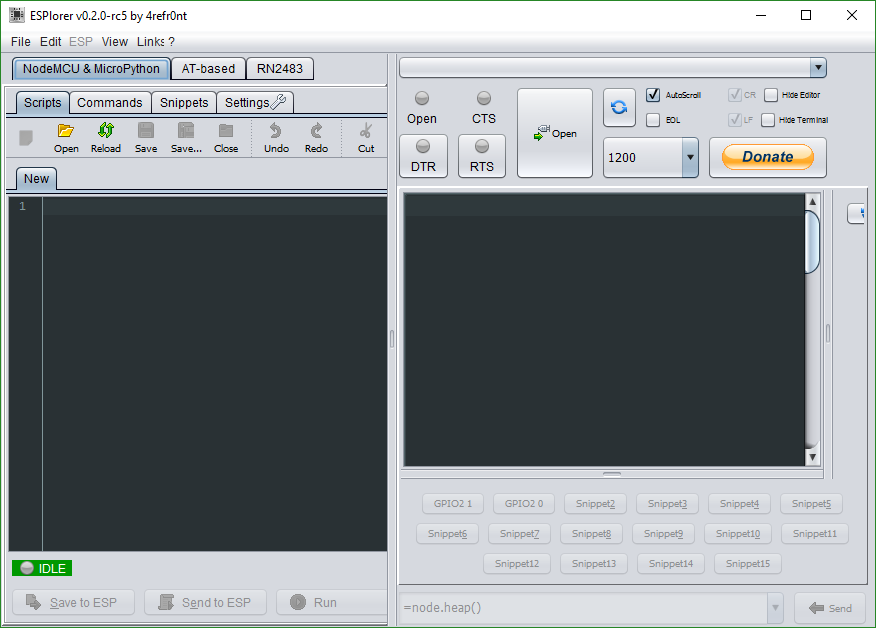 ESPlorer v0.2.0-rc5 by 4refr0nt
File Edit ESP View Links ?
NodeMCU & MicroPython AT-based RN2483
Scripts Commands Snippets Settings
Open Reload Save Save... Close Undo Redo Cut
New
1
IDLE
Save to ESP Send to ESP Run
Open CTS
DTR RTS
Open
AutoScroll CR Hide Editor
EOL LF Hide Terminal
1200
Donate
GPIO2 1 GPIO2 0 Snippet2 Snippet3 Snippet4 Snippet5
Snippet6 Snippet7 Snippet8 Snippet9 Snippet10 Snippet11
Snippet12 Snippet13 Snippet14 Snippet15
=node.heap() Send